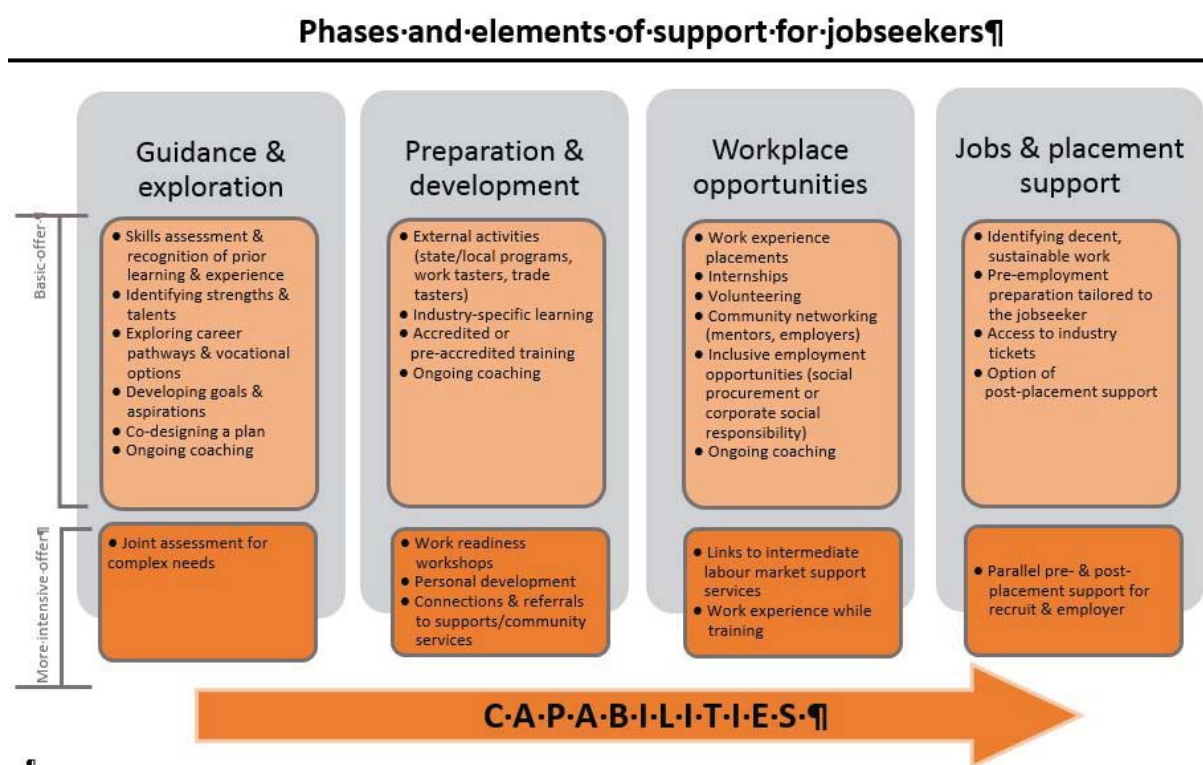 Phases·and·elements·of·support·for·jobseekers¶
Guidance &
exploration
Preparation &
development
Workplace
opportunities
Jobs & placement
support
Basic·offer·¶
● Skills assessment &
recognition of prior
learning & experience
● Identifying strengths &
talents
● Exploring career
pathways & vocational
options
● Developing goals &
aspirations
● Co-designing a plan
● Ongoing coaching
● External activities
(state/local programs,
work tasters, trade
tasters)
● Industry-specific learning
● Accredited or
pre-accredited training
● Ongoing coaching
● Work experience
placements
● Internships
● Volunteering
● Community networking
(mentors, employers)
● Inclusive employment
opportunities (social
procurement or
corporate social
responsibility)
● Ongoing coaching
● Identifying decent,
sustainable work
● Pre-employment
preparation tailored to
the jobseeker
● Access to industry
tickets
● Option of
post-placement support
More·intensive·offer¶
● Joint assessment for
complex needs
● Work readiness
workshops
● Personal development
● Connections & referrals
to supports/community
services
● Links to intermediate
labour market support
services
● Work experience while
training
● Parallel pre- & post-
placement support for
recruit & employer
C·A·P·A·B·I·L·I·T·I·E·S·¶
¶